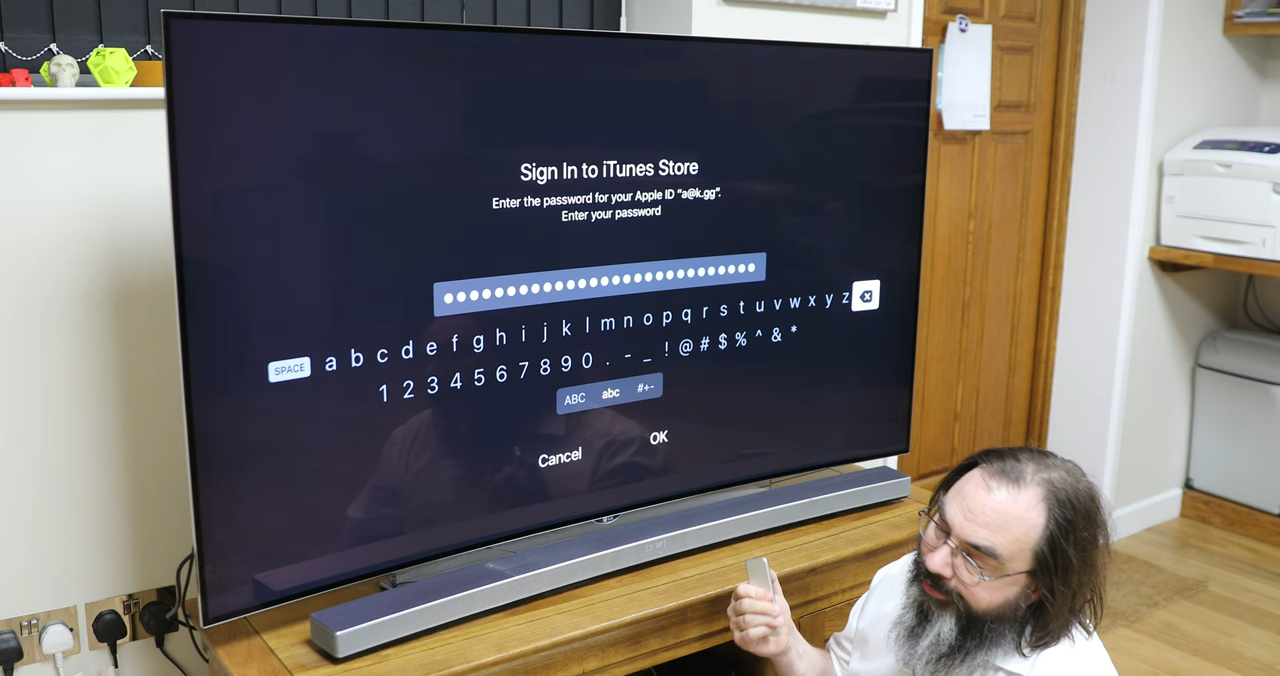 Sign In to iTunes Store
Enter the password for your Apple ID “a@k.gg”.
Enter your password
SPACE a b c d e f g h i j k l m n o p q r s t u v w x y z
1 2 3 4 5 6 7 8 9 0 . - _ ! @ # $ % ^ & *
ABC abc #+-
OK
Cancel
LG